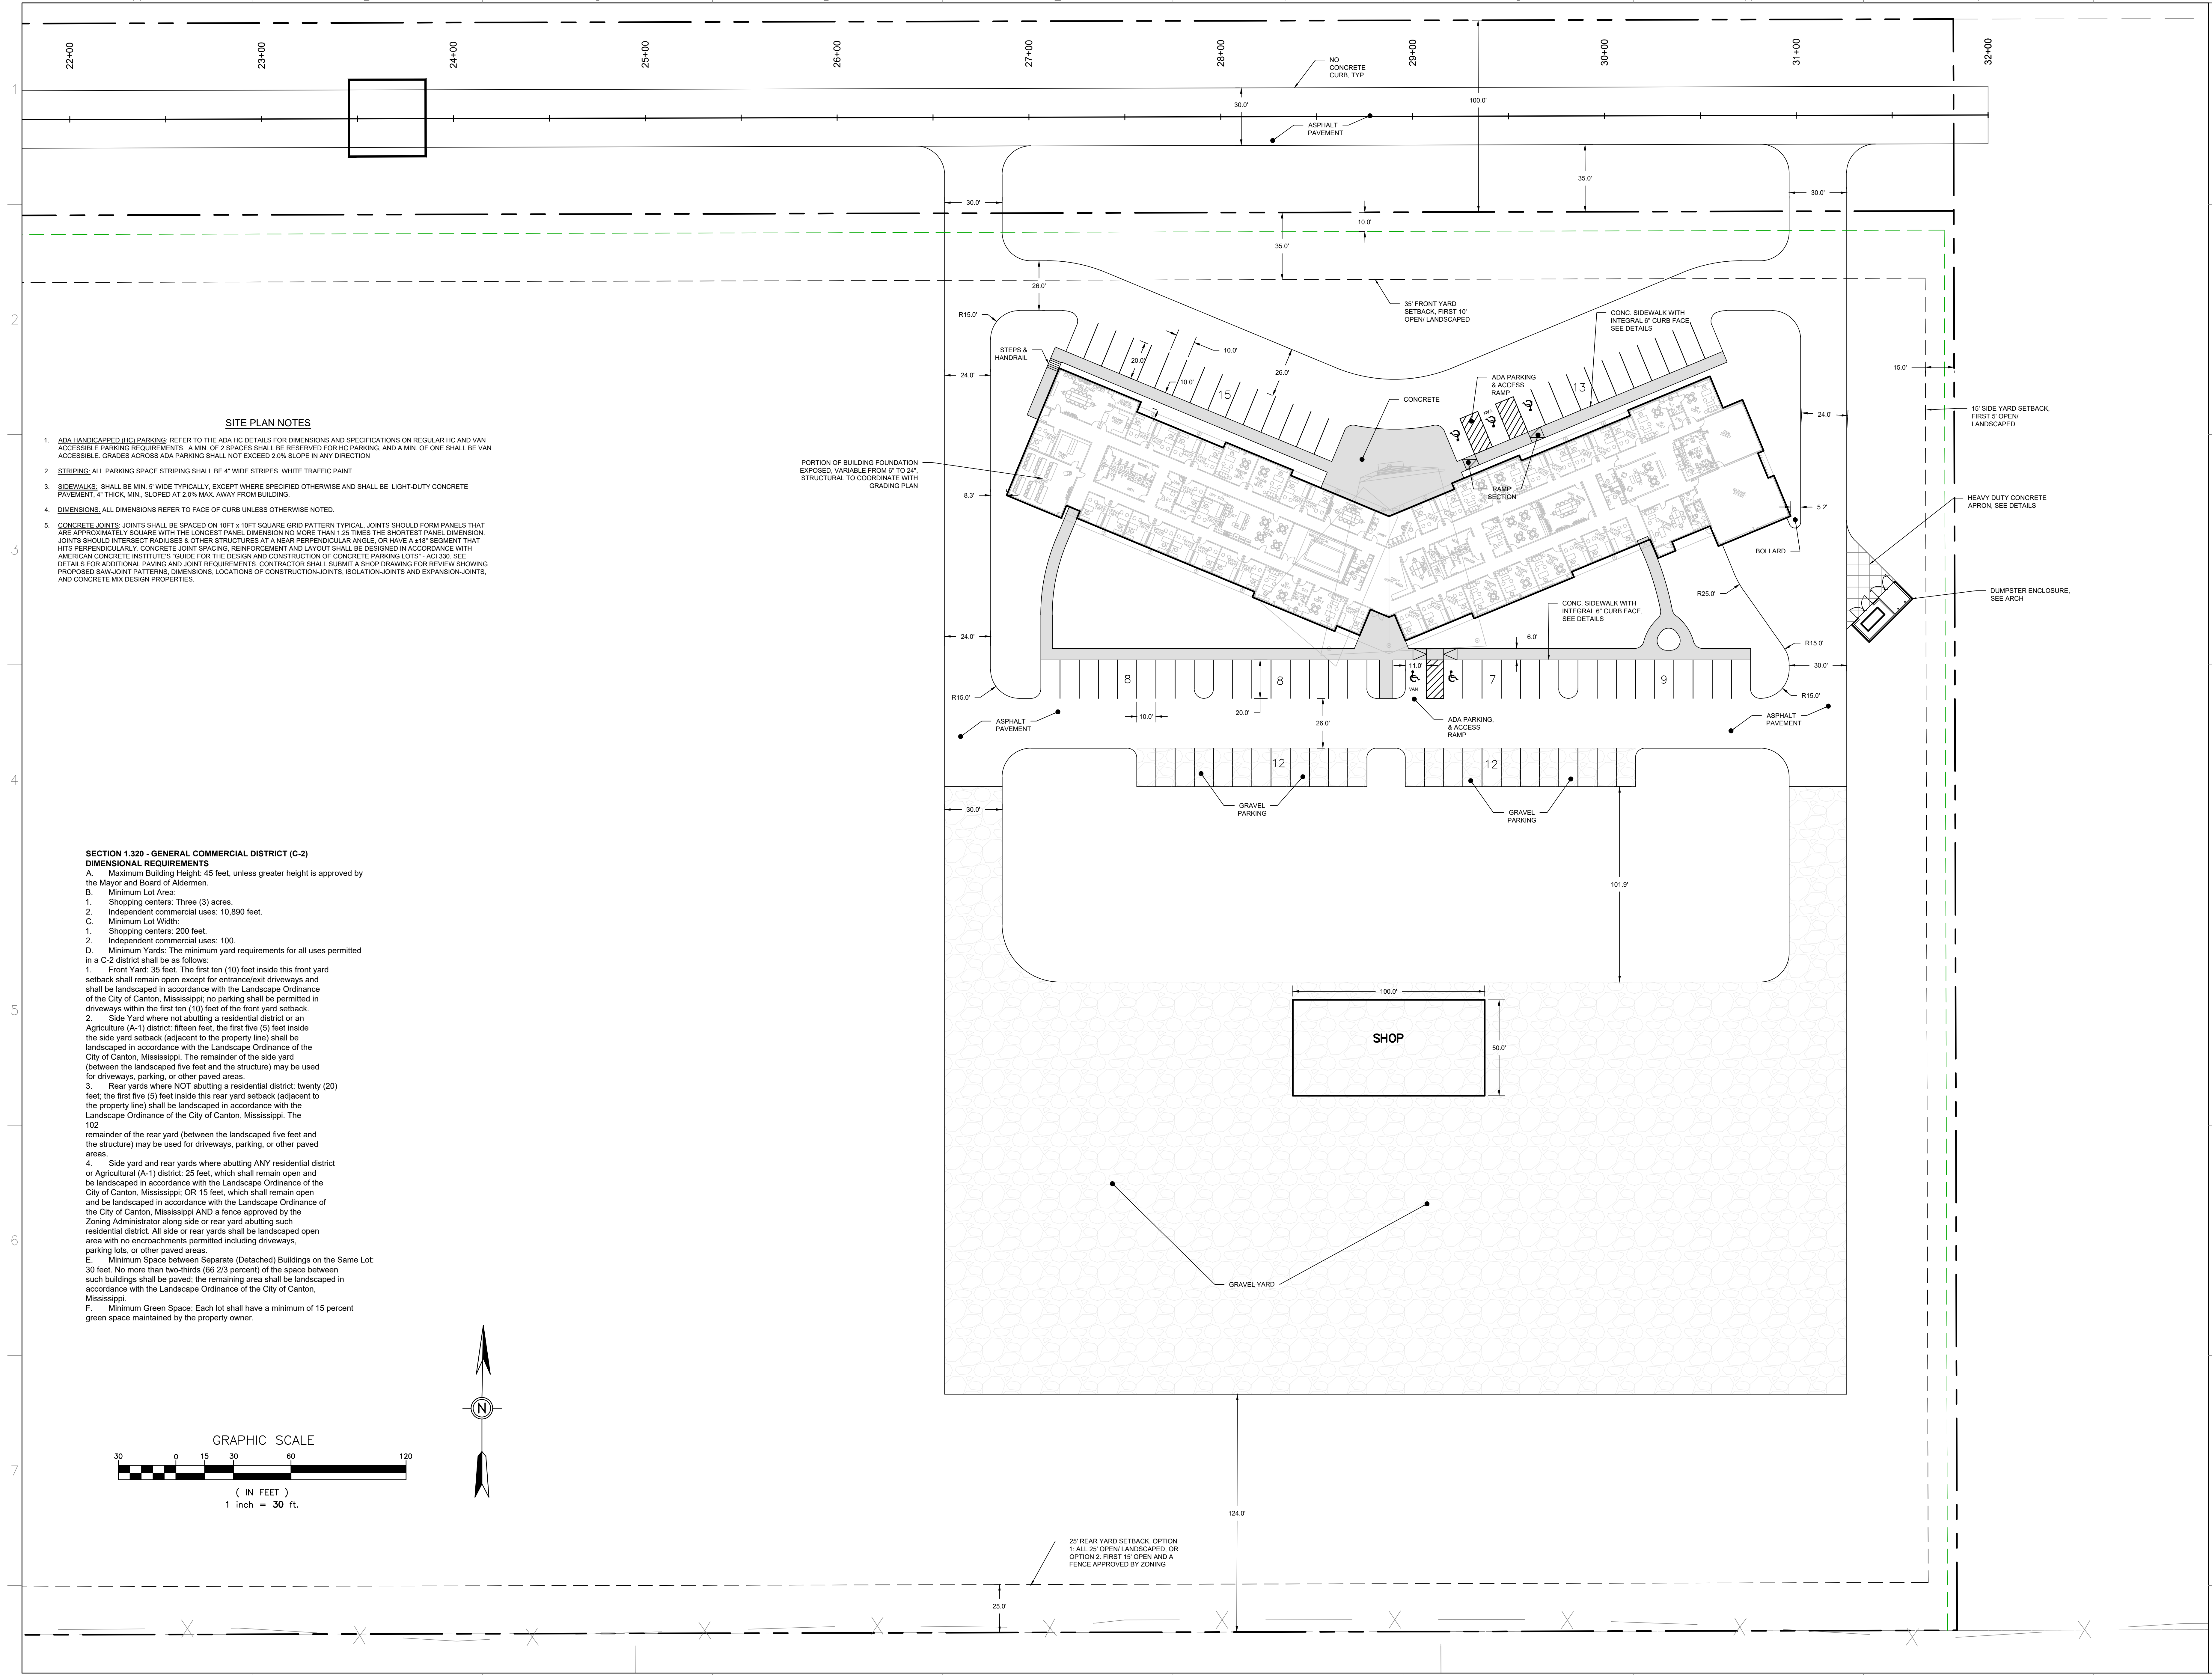 22+00
23+00
24+00
25+00
26+00
27+00
28+00
29+00
30+00
31+00
32+00
1
2
3
4
5
6
7
NO
CONCRETE
CURB, TYP
30.0'
100.0'
ASPHALT
PAVEMENT
35.0'
30.0'
30.0'
10.0'
35.0'
26.0'
35' FRONT YARD
SETBACK, FIRST 10'
OPEN/ LANDSCAPED
CONC. SIDEWALK WITH
INTEGRAL 6" CURB FACE,
SEE DETAILS
R15.0'
STEPS &
HANDRAIL
10.0'
20.0'
26.0'
10.0'
24.0'
15
13
ADA PARKING
& ACCESS
RAMP
CONCRETE
15.0'
24.0'
15' SIDE YARD SETBACK,
FIRST 5' OPEN/
LANDSCAPED
SITE PLAN NOTES
1. ADA HANDICAPPED (HC) PARKING: REFER TO THE ADA HC DETAILS FOR DIMENSIONS AND SPECIFICATIONS ON REGULAR HC AND VAN
ACCESSIBLE PARKING REQUIREMENTS. A MIN. OF 2 SPACES SHALL BE RESERVED FOR HC PARKING, AND A MIN. OF ONE SHALL BE VAN
ACCESSIBLE. GRADES ACROSS ADA PARKING SHALL NOT EXCEED 2.0% SLOPE IN ANY DIRECTION
2. STRIPING: ALL PARKING SPACE STRIPING SHALL BE 4" WIDE STRIPES, WHITE TRAFFIC PAINT.
3. SIDEWALKS: SHALL BE MIN. 5' WIDE TYPICALLY, EXCEPT WHERE SPECIFIED OTHERWISE AND SHALL BE LIGHT-DUTY CONCRETE
PAVEMENT, 4" THICK, MIN., SLOPED AT 2.0% MAX. AWAY FROM BUILDING.
4. DIMENSIONS: ALL DIMENSIONS REFER TO FACE OF CURB UNLESS OTHERWISE NOTED.
5. CONCRETE JOINTS: JOINTS SHALL BE SPACED ON 10FT x 10FT SQUARE GRID PATTERN TYPICAL, JOINTS SHOULD FORM PANELS THAT
ARE APPROXIMATELY SQUARE WITH THE LONGEST PANEL DIMENSION NO MORE THAN 1.25 TIMES THE SHORTEST PANEL DIMENSION.
JOINTS SHOULD INTERSECT RADIUSES & OTHER STRUCTURES AT A NEAR PERPENDICULAR ANGLE, OR HAVE A ±18" SEGMENT THAT
HITS PERPENDICULARLY. CONCRETE JOINT SPACING, REINFORCEMENT AND LAYOUT SHALL BE DESIGNED IN ACCORDANCE WITH
AMERICAN CONCRETE INSTITUTE'S "GUIDE FOR THE DESIGN AND CONSTRUCTION OF CONCRETE PARKING LOTS" - ACI 330. SEE
DETAILS FOR ADDITIONAL PAVING AND JOINT REQUIREMENTS. CONTRACTOR SHALL SUBMIT A SHOP DRAWING FOR REVIEW SHOWING
PROPOSED SAW-JOINT PATTERNS, DIMENSIONS, LOCATIONS OF CONSTRUCTION-JOINTS, ISOLATION-JOINTS AND EXPANSION-JOINTS,
AND CONCRETE MIX DESIGN PROPERTIES.
PORTION OF BUILDING FOUNDATION
EXPOSED, VARIABLE FROM 6" TO 24",
STRUCTURAL TO COORDINATE WITH
GRADING PLAN
8.3'
RAMP
SECTION
5.2'
BOLLARD
HEAVY DUTY CONCRETE
APRON, SEE DETAILS
DUMPSTER ENCLOSURE,
SEE ARCH
R25.0'
CONC. SIDEWALK WITH
INTEGRAL 6" CURB FACE,
SEE DETAILS
24.0'
6.0'
R15.0'
30.0'
11.0'
8
8
VAN
7
9
R15.0'
R15.0'
10.0'
20.0'
26.0'
ASPHALT
PAVEMENT
ADA PARKING,
& ACCESS
RAMP
ASPHALT
PAVEMENT
12
12
30.0'
GRAVEL
PARKING
GRAVEL
PARKING
101.9'
SECTION 1.320 - GENERAL COMMERCIAL DISTRICT (C-2)
DIMENSIONAL REQUIREMENTS
A. Maximum Building Height: 45 feet, unless greater height is approved by
the Mayor and Board of Aldermen.
B. Minimum Lot Area:
1. Shopping centers: Three (3) acres.
2. Independent commercial uses: 10,890 feet.
C. Minimum Lot Width:
1. Shopping centers: 200 feet.
2. Independent commercial uses: 100.
D. Minimum Yards: The minimum yard requirements for all uses permitted
in a C-2 district shall be as follows:
1. Front Yard: 35 feet. The first ten (10) feet inside this front yard
setback shall remain open except for entrance/exit driveways and
shall be landscaped in accordance with the Landscape Ordinance
of the City of Canton, Mississippi; no parking shall be permitted in
driveways within the first ten (10) feet of the front yard setback.
2. Side Yard where not abutting a residential district or an
Agriculture (A-1) district: fifteen feet, the first five (5) feet inside
the side yard setback (adjacent to the property line) shall be
landscaped in accordance with the Landscape Ordinance of the
City of Canton, Mississippi. The remainder of the side yard
(between the landscaped five feet and the structure) may be used
for driveways, parking, or other paved areas.
3. Rear yards where NOT abutting a residential district: twenty (20)
feet; the first five (5) feet inside this rear yard setback (adjacent to
the property line) shall be landscaped in accordance with the
Landscape Ordinance of the City of Canton, Mississippi. The
102
remainder of the rear yard (between the landscaped five feet and
the structure) may be used for driveways, parking, or other paved
areas.
4. Side yard and rear yards where abutting ANY residential district
or Agricultural (A-1) district: 25 feet, which shall remain open and
be landscaped in accordance with the Landscape Ordinance of the
City of Canton, Mississippi; OR 15 feet, which shall remain open
and be landscaped in accordance with the Landscape Ordinance of
the City of Canton, Mississippi AND a fence approved by the
Zoning Administrator along side or rear yard abutting such
residential district. All side or rear yards shall be landscaped open
area with no encroachments permitted including driveways,
parking lots, or other paved areas.
E. Minimum Space between Separate (Detached) Buildings on the Same Lot:
30 feet. No more than two-thirds (66 2/3 percent) of the space between
such buildings shall be paved; the remaining area shall be landscaped in
accordance with the Landscape Ordinance of the City of Canton,
Mississippi.
F. Minimum Green Space: Each lot shall have a minimum of 15 percent
green space maintained by the property owner.
100.0'
SHOP
50.0'
GRAVEL YARD
N
GRAPHIC SCALE
30 0 15 30 60 120
( IN FEET )
1 inch = 30 ft.
124.0'
25' REAR YARD SETBACK, OPTION
1: ALL 25' OPEN/ LANDSCAPED, OR
OPTION 2: FIRST 15' OPEN AND A
FENCE APPROVED BY ZONING
25.0'